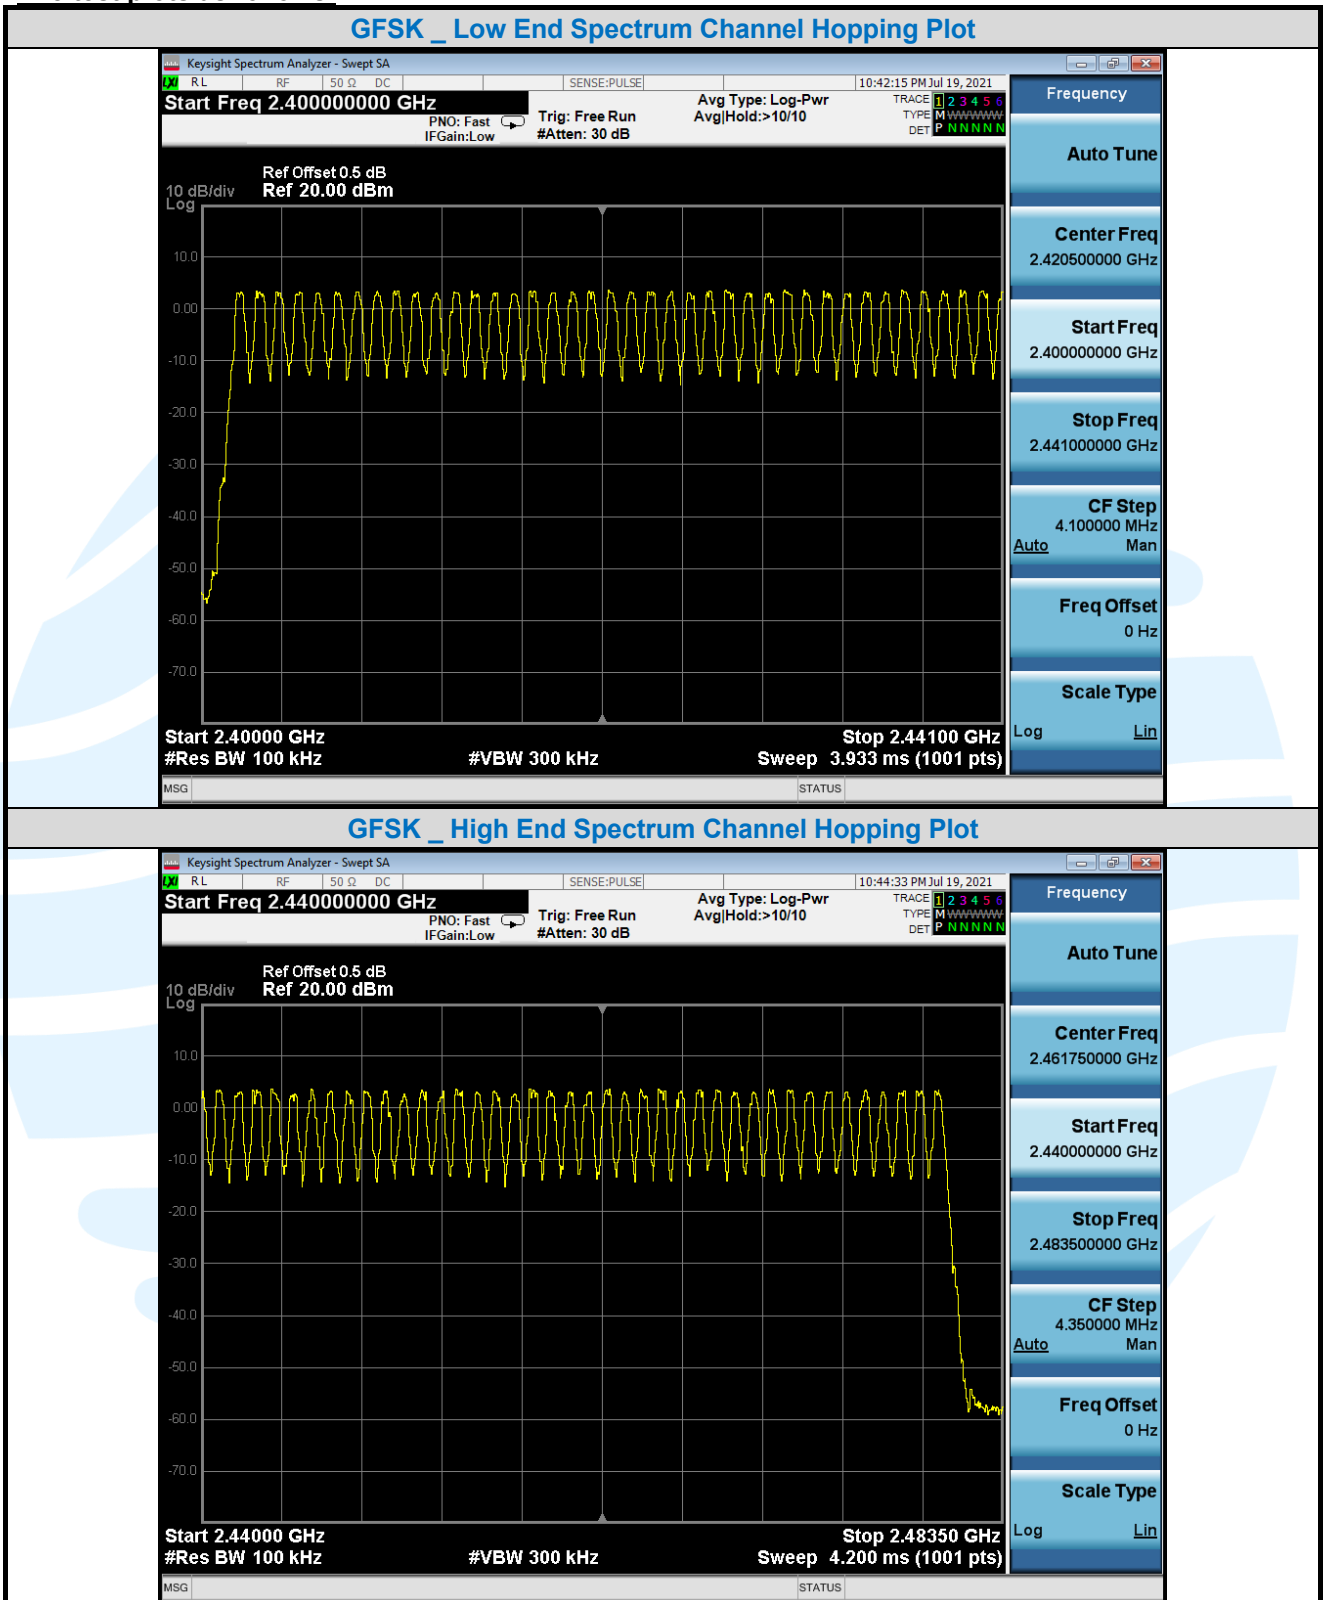 GFSK _ Low End Spectrum Channel Hopping Plot
Keysight Spectrum Analyzer - Swept SA
LXI RL RF 50 Ω DC SENSE:PULSE 10:42:15 PM Jul 19, 2021
Start Freq 2.400000000 GHz
PNO: Fast
IFGain:Low
Trig: Free Run
#Atten: 30 dB
Avg Type: Log-Pwr
Avg|Hold:>10/10
TRACE 1 2 3 4 5 6
TYPE M WWWWW
DET P N N N N N
Frequency
Auto Tune
Ref Offset 0.5 dB
10 dB/div Ref 20.00 dBm
Log
10.0
0.00
-10.0
-20.0
-30.0
-40.0
-50.0
-60.0
-70.0
Center Freq
2.420500000 GHz
Start Freq
2.400000000 GHz
Stop Freq
2.441000000 GHz
CF Step
4.100000 MHz
Auto Man
Freq Offset
0 Hz
Scale Type
Log Lin
Start 2.40000 GHz Stop 2.44100 GHz
#Res BW 100 kHz #VBW 300 kHz Sweep 3.933 ms (1001 pts)
MSG STATUS
GFSK _ High End Spectrum Channel Hopping Plot
Keysight Spectrum Analyzer - Swept SA
LXI RL RF 50 Ω DC SENSE:PULSE 10:44:33 PM Jul 19, 2021
Start Freq 2.440000000 GHz
PNO: Fast
IFGain:Low
Trig: Free Run
#Atten: 30 dB
Avg Type: Log-Pwr
Avg|Hold:>10/10
TRACE 1 2 3 4 5 6
TYPE M WWWWW
DET P N N N N N
Frequency
Auto Tune
Ref Offset 0.5 dB
10 dB/div Ref 20.00 dBm
Log
10.0
0.00
-10.0
-20.0
-30.0
-40.0
-50.0
-60.0
-70.0
Center Freq
2.461750000 GHz
Start Freq
2.440000000 GHz
Stop Freq
2.483500000 GHz
CF Step
4.350000 MHz
Auto Man
Freq Offset
0 Hz
Scale Type
Log Lin
Start 2.44000 GHz Stop 2.48350 GHz
#Res BW 100 kHz #VBW 300 kHz Sweep 4.200 ms (1001 pts)
MSG STATUS